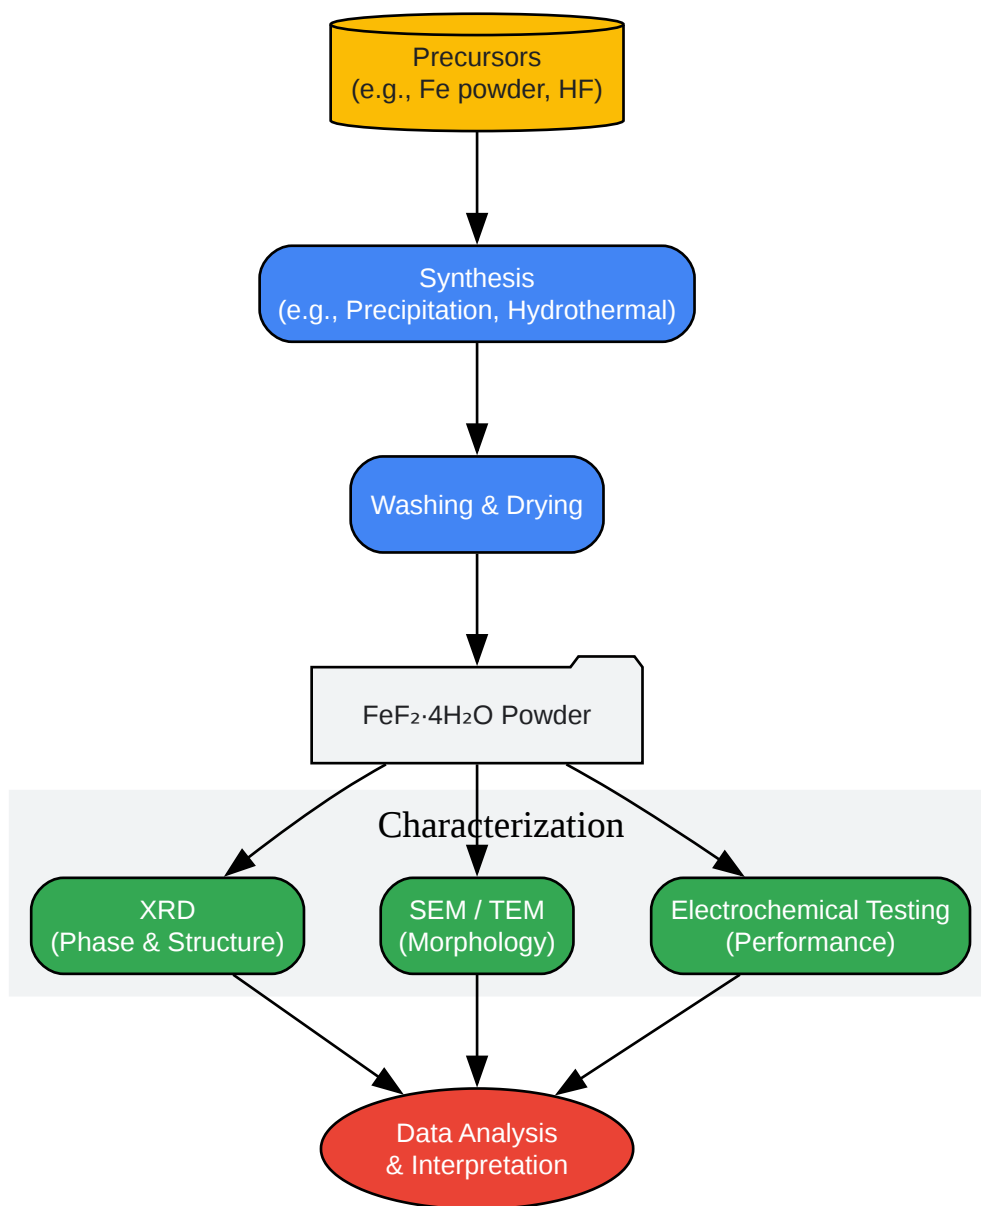 Precursors
(e.g., Fe powder, HF)
Synthesis
(e.g., Precipitation, Hydrothermal)
Washing & Drying
FeF₂·4H₂O Powder
Characterization
XRD
(Phase & Structure)
SEM / TEM
(Morphology)
Electrochemical Testing
(Performance)
Data Analysis
& Interpretation